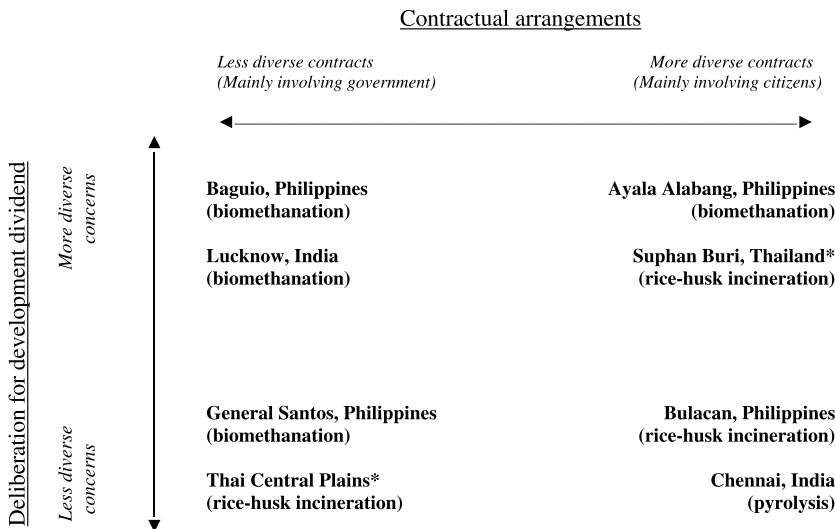 Contractual arrangements
Less diverse contracts
(Mainly involving government)
More diverse contracts
(Mainly involving citizens)
Deliberation for development dividend
More diverse
concerns
Less diverse
concerns
Baguio, Philippines
(biomethanation)
Ayala Alabang, Philippines
(biomethanation)
Lucknow, India
(biomethanation)
Suphan Buri, Thailand*
(rice-husk incineration)
General Santos, Philippines
(biomethanation)
Bulacan, Philippines
(rice-husk incineration)
Thai Central Plains*
(rice-husk incineration)
Chennai, India
(pyrolysis)